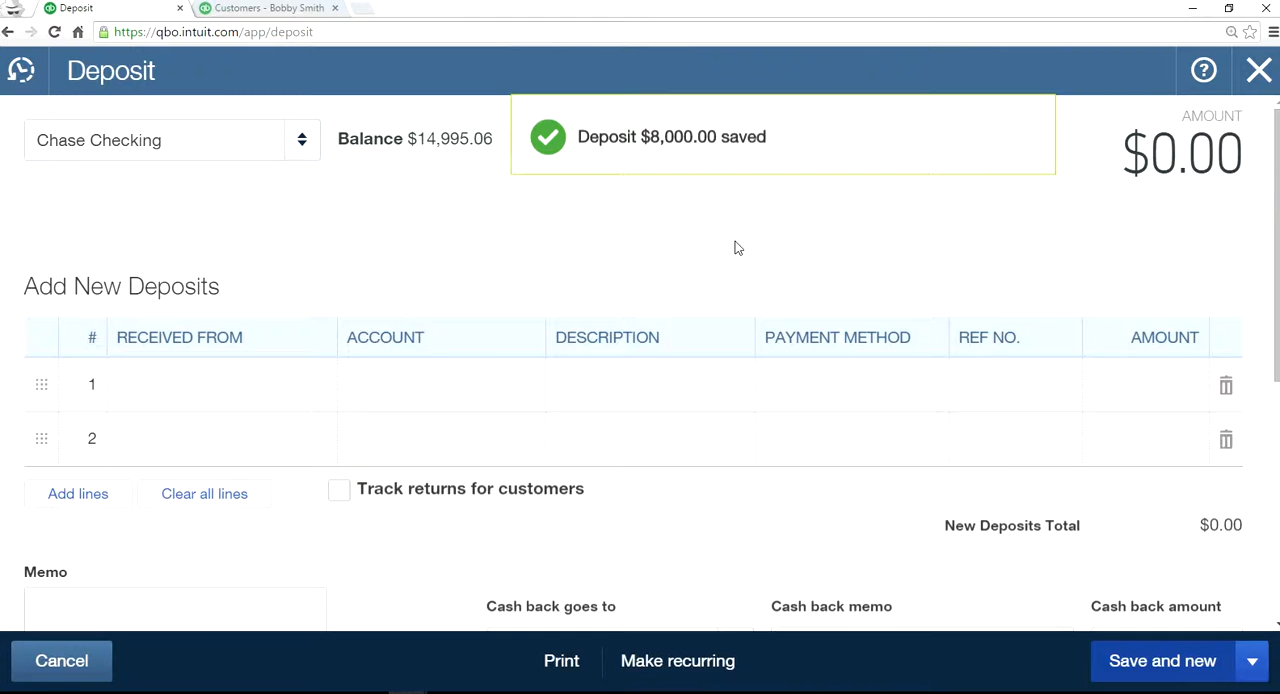 Deposit
Customers - Bobby Smith
https://qbo.intuit.com/app/deposit
Deposit
Chase Checking
Balance $14,995.06
Deposit $8,000.00 saved
AMOUNT
$0.00
Add New Deposits
# RECEIVED FROM ACCOUNT DESCRIPTION PAYMENT METHOD REF NO. AMOUNT
1
2
Add lines Clear all lines Track returns for customers
New Deposits Total $0.00
Memo
Cash back goes to Cash back memo Cash back amount
Cancel Print Make recurring Save and new